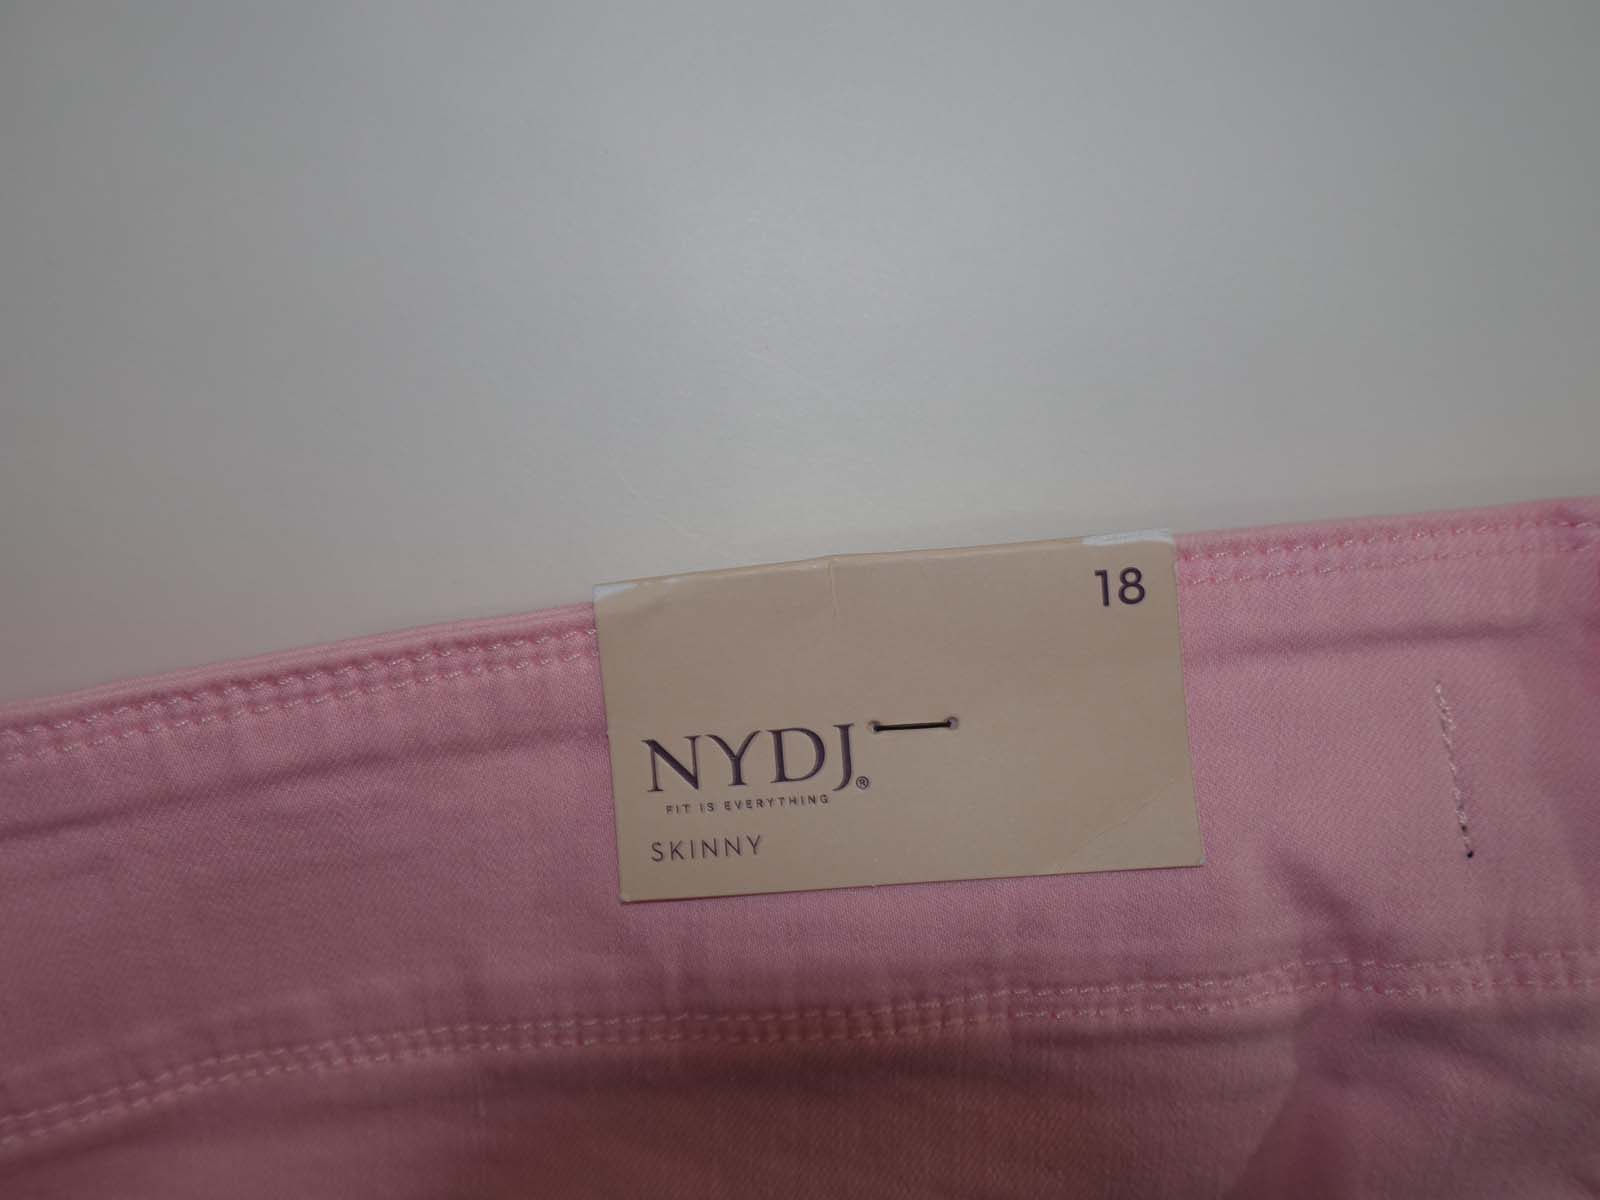 18
NYDJ®
FIT IS EVERYTHING
SKINNY